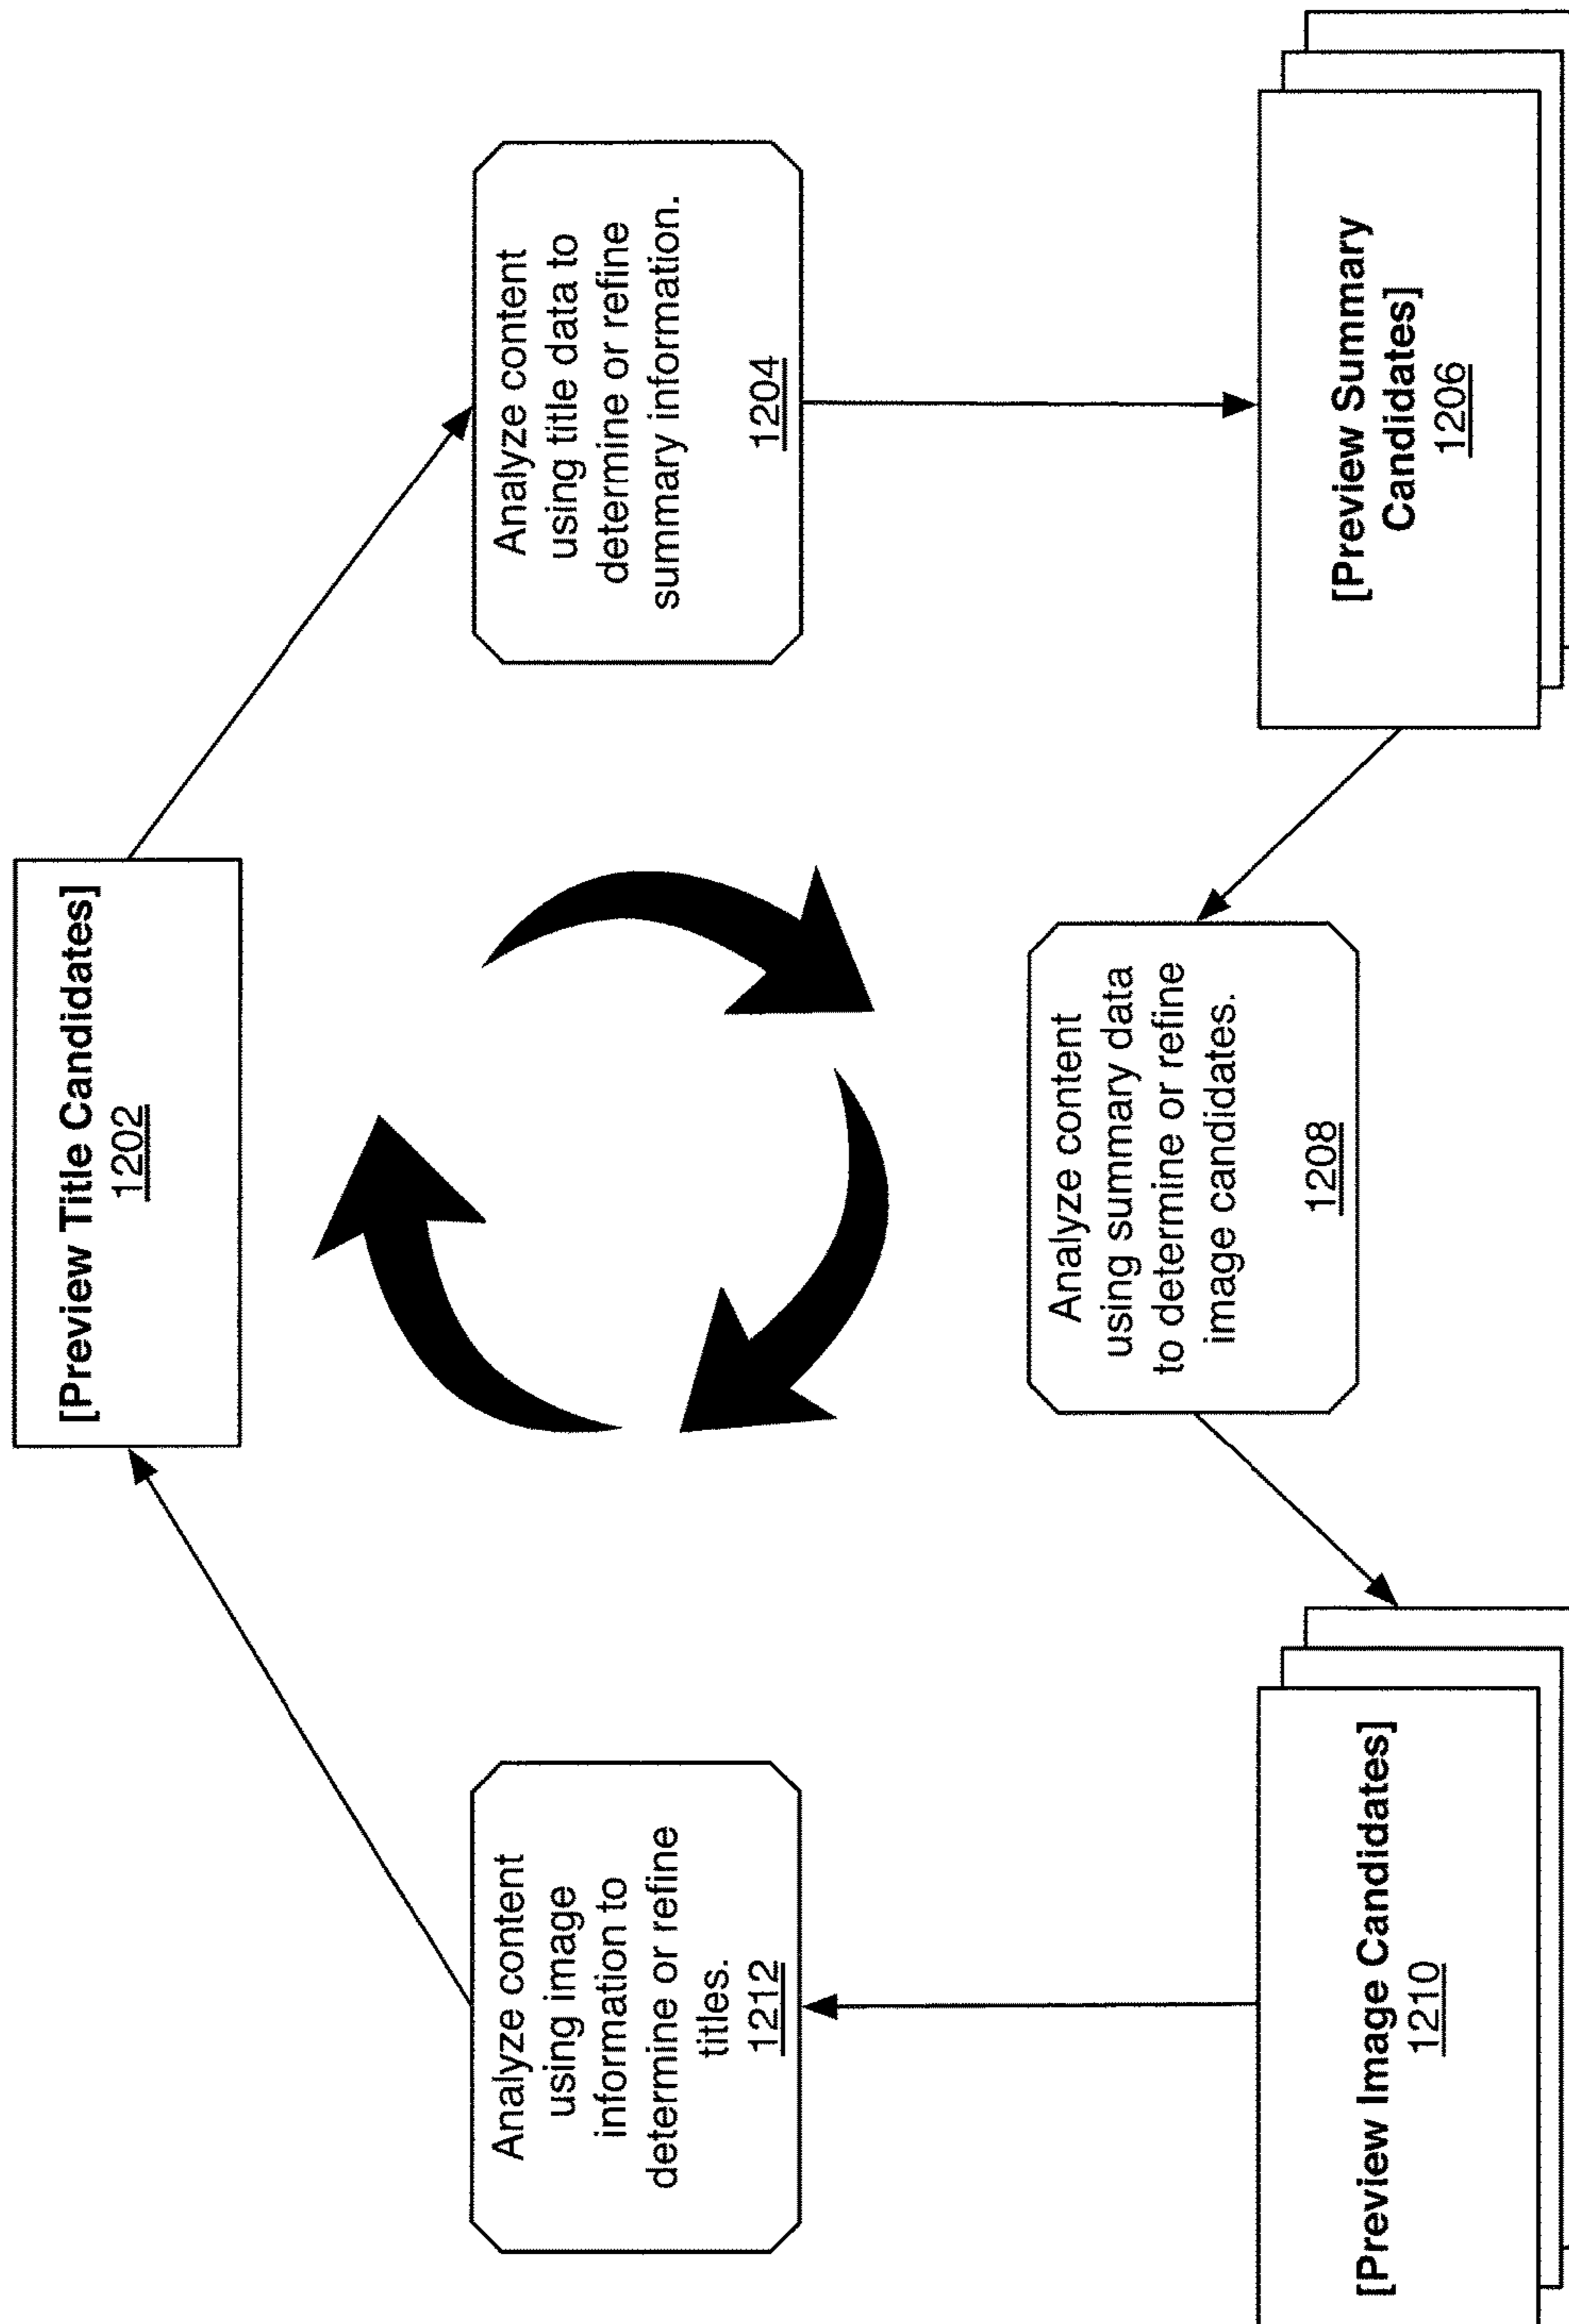 [Preview Title Candidates]
1202
Analyze content
using title data to
determine or refine
summary information.
1204
[Preview Summary
Candidates]
1206
Analyze content
using summary data
to determine or refine
image candidates.
1208
[Preview Image Candidates]
1210
Analyze content
using image
information to
determine or refine
titles.
1212